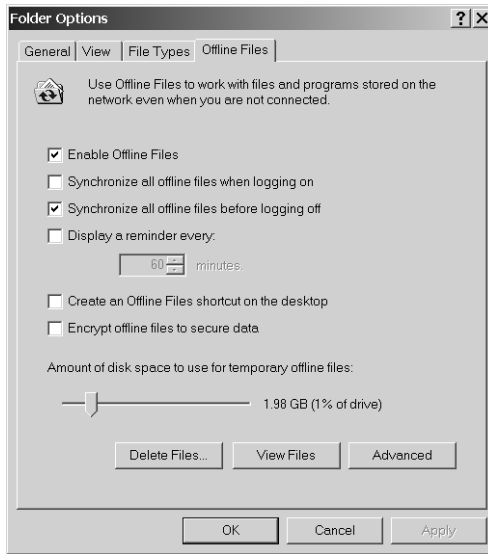 Folder Options
General
View
File Types
Offline Files
Use Offline Files to work with files and programs stored on the
network even when you are not connected.
Enable Offline Files
Synchronize all offline files when logging on
Synchronize all offline files before logging off
Display a reminder every:
60 minutes.
Create an Offline Files shortcut on the desktop
Encrypt offline files to secure data
Amount of disk space to use for temporary offline files:
1.98 GB (1% of drive)
Delete Files...
View Files
Advanced
OK
Cancel
Apply